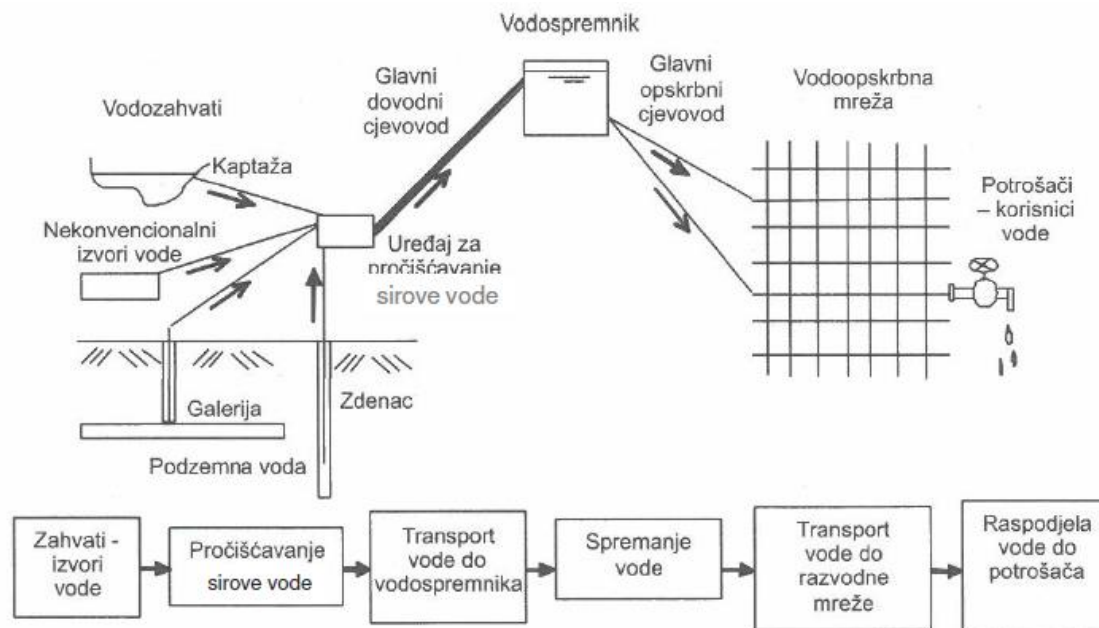 Vodospremnik
Glavni
dovodni
cjevovod
Glavni
opskrbni
cjevovod
Vodoopskrbna
mreža
Vodozahvati
Kaptaža
Nekonvencionalni
izvori vode
Uređaj za
pročišćavanje
sirove vode
Potrošači
– korisnici
vode
Galerija
Zdenac
Podzemna voda
Zahvati -
izvori
vode
Pročišćavanje
sirove vode
Transport
vode do
vodospremnika
Spremanje
vode
Transport
vode do
razvodne
mreže
Raspodjela
vode do
potrošača